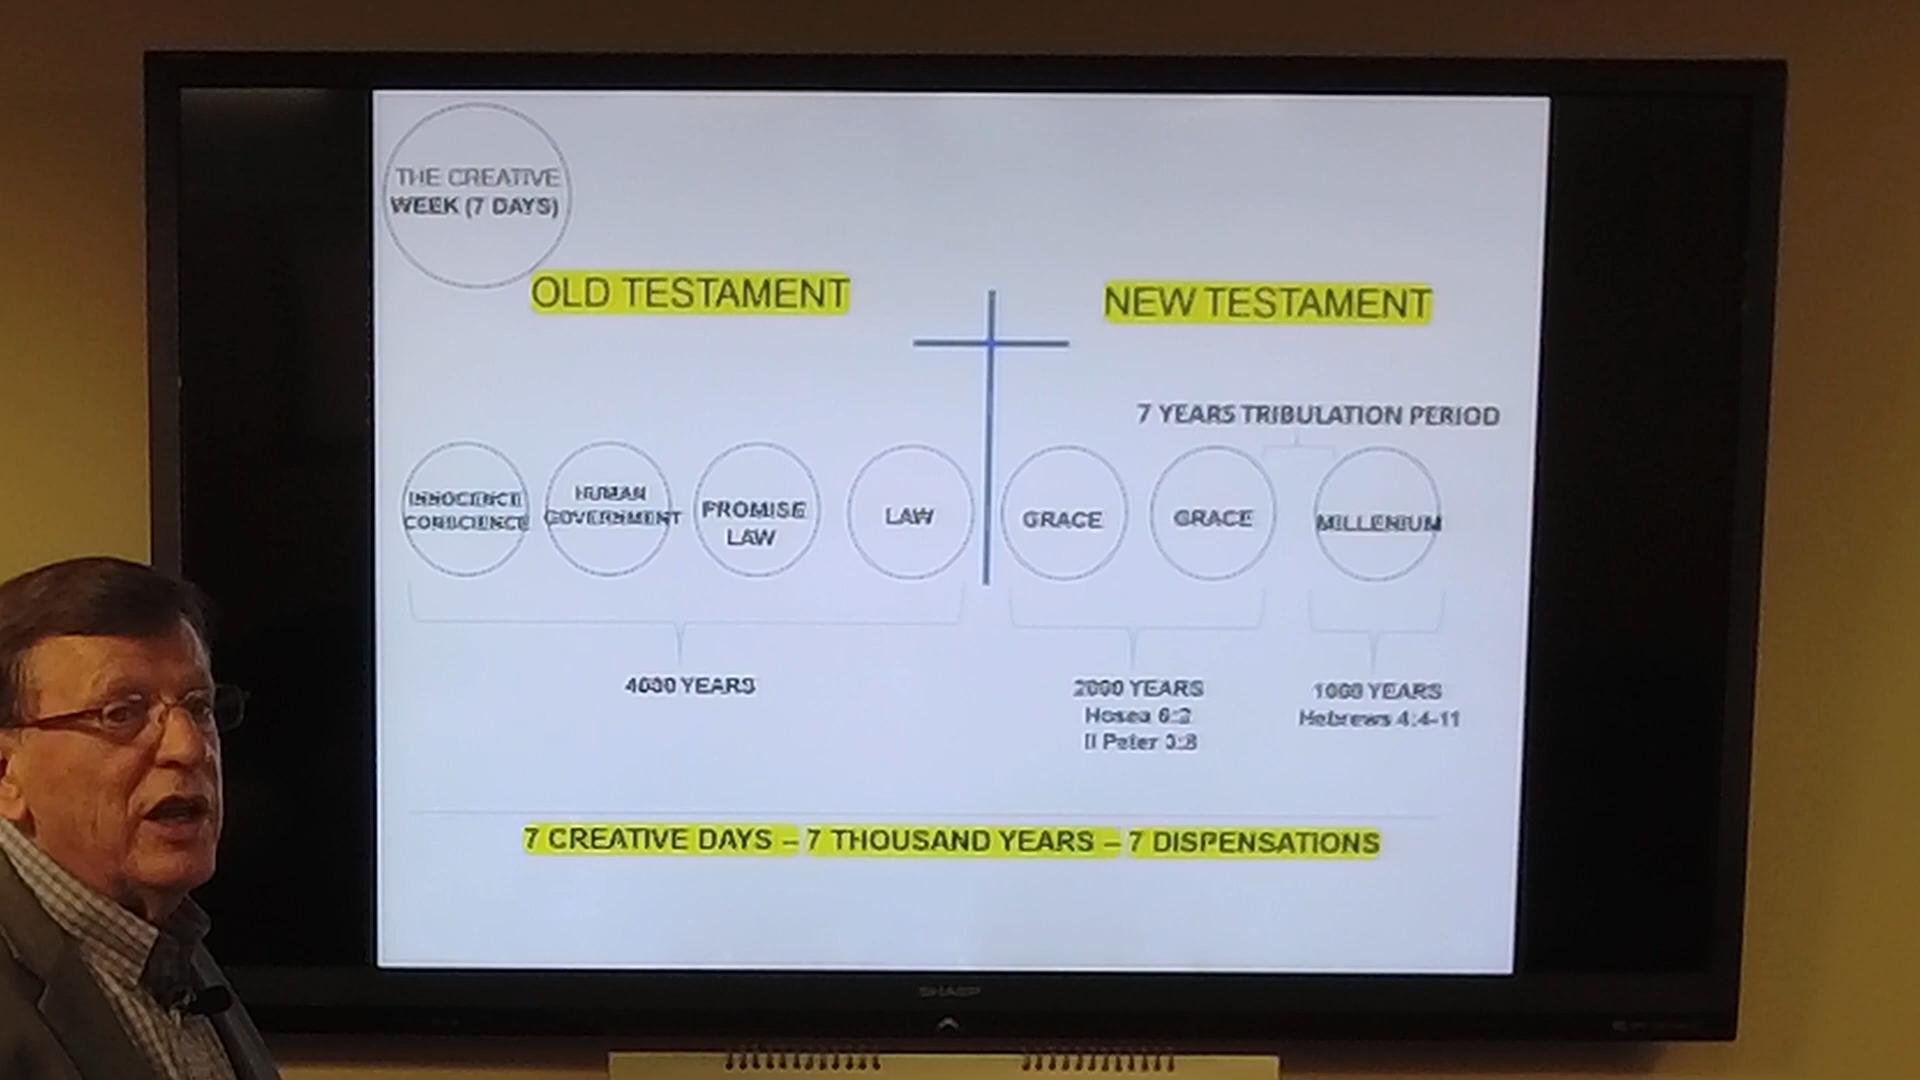 THE CREATIVE
WEEK (7 DAYS)
OLD TESTAMENT
NEW TESTAMENT
7 YEARS TRIBULATION PERIOD
INNOCENCE
CONSCIENCE
HUMAN
GOVERNMENT
PROMISE
LAW
LAW
GRACE
GRACE
MILLENIUM
4000 YEARS
2000 YEARS
Hosea 6:2
II Peter 3:8
1000 YEARS
Hebrews 4:4-11
7 CREATIVE DAYS – 7 THOUSAND YEARS – 7 DISPENSATIONS
SHARP